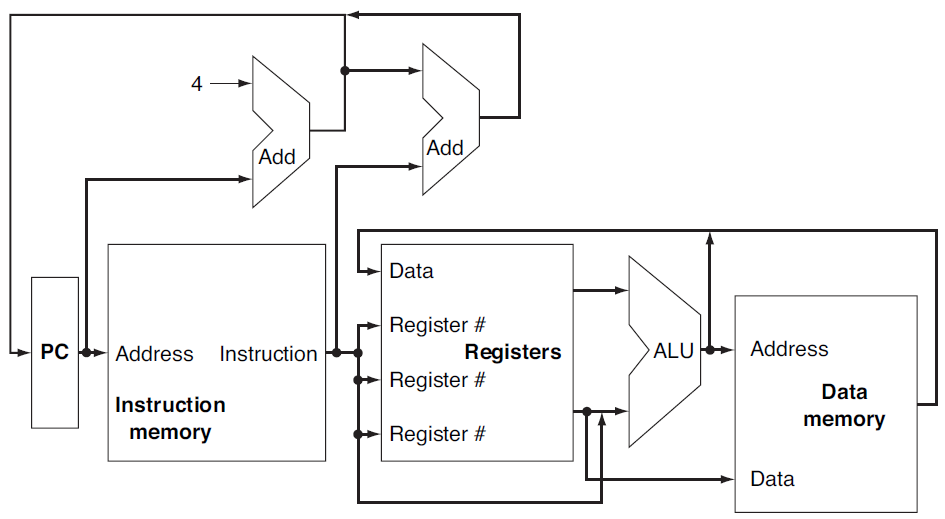 4
Add
Add
Data
Register #
PC
Address
Instruction
Registers
ALU
Address
Register #
Instruction
memory
Data
memory
Register #
Data